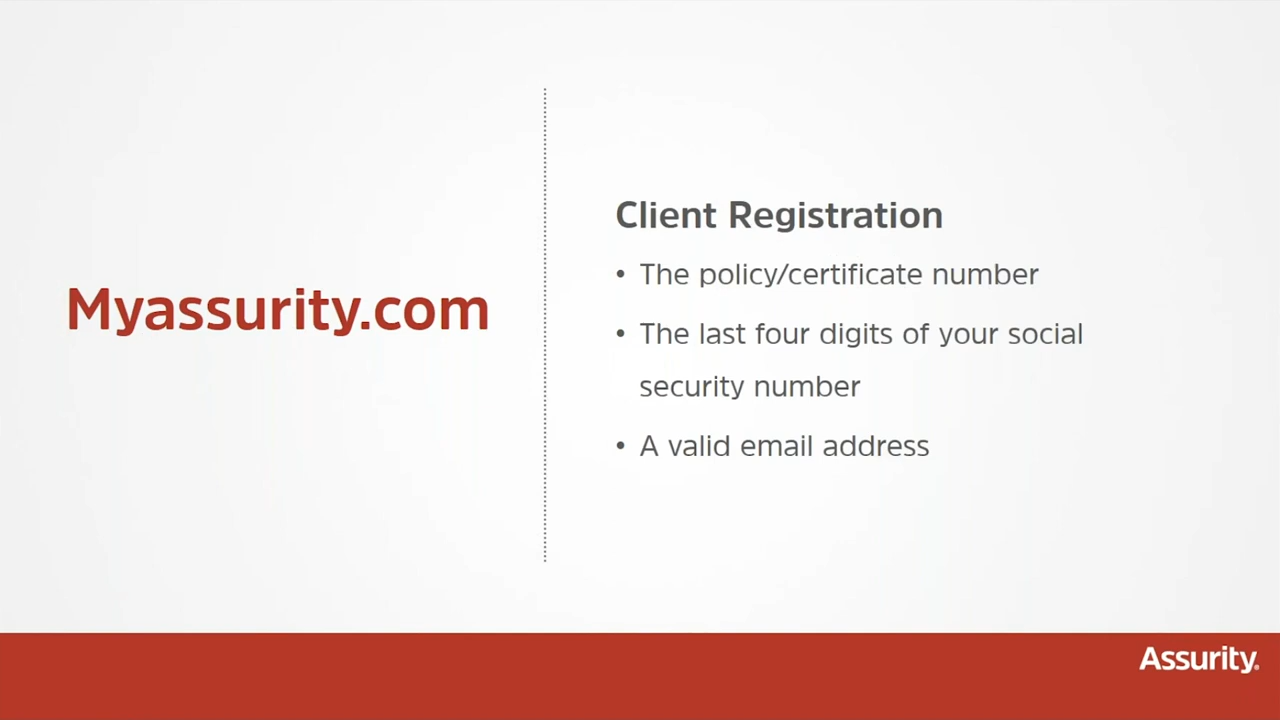 Myassurity.com
Client Registration
• The policy/certificate number
• The last four digits of your social
security number
• A valid email address
Assurity.